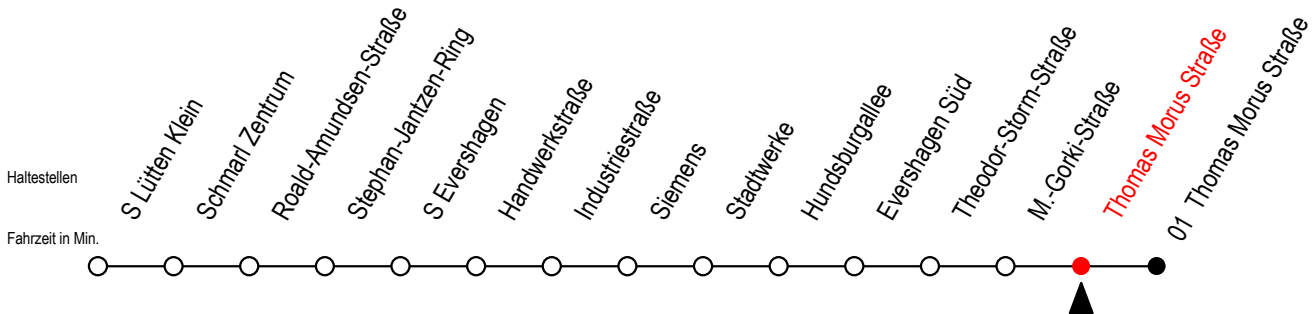 Haltestellen
Fahrzeit in Min.
S Lütten Klein
Schmarl Zentrum
Roald-Amundsen-Straße
Stephan-Jantzen-Ring
S Evershagen
Handwerkstraße
Industriestraße
Siemens
Stadtwerke
Hundsburgallee
Evershagen Süd
Theodor-Storm-Straße
M.-Gorki-Straße
Thomas Morus Straße
01 Thomas Morus Straße